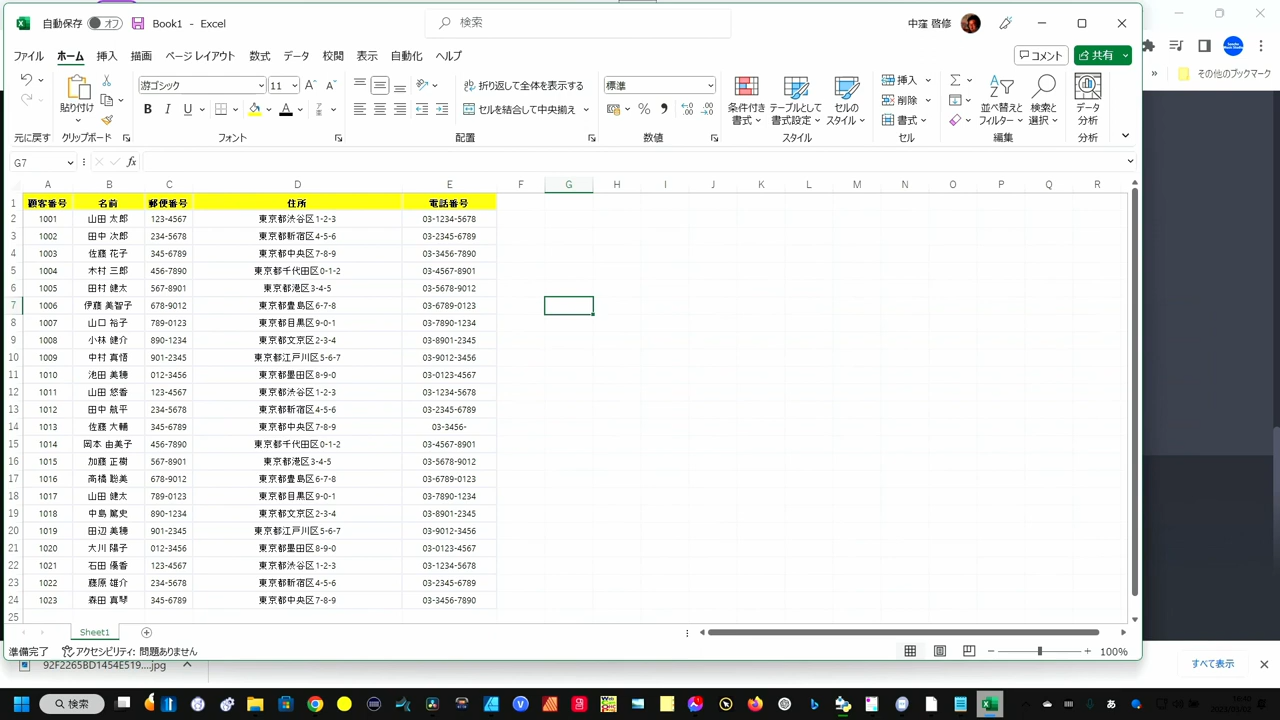 自動保存 オフ Book1 - Excel 検索 中窪 啓修
ファイル ホーム 挿入 描画 ページ レイアウト 数式 データ 校閲 表示 自動化 ヘルプ コメント 共有
その他のブックマーク
貼り付け 游ゴシック 11 折り返して全体を表示する 標準 条件付き書式 テーブルとして書式設定 セルのスタイル 挿入 並べ替えとフィルター 検索と選択 データ分析
B I U A セルを結合して中央揃え % 削除
書式
元に戻す クリップボード フォント 配置 数値 スタイル セル 編集 分析
G7 fx
A B C D E F G H I J K L M N O P Q R
1 顧客番号 名前 郵便番号 住所 電話番号
2 1001 山田 太郎 123-4567 東京都渋谷区1-2-3 03-1234-5678
3 1002 田中 次郎 234-5678 東京都新宿区4-5-6 03-2345-6789
4 1003 佐藤 花子 345-6789 東京都中央区7-8-9 03-3456-7890
5 1004 木村 三郎 456-7890 東京都千代田区0-1-2 03-4567-8901
6 1005 田村 健太 567-8901 東京都港区3-4-5 03-5678-9012
7 1006 伊藤 美智子 678-9012 東京都豊島区6-7-8 03-6789-0123
8 1007 山口 裕子 789-0123 東京都目黒区9-0-1 03-7890-1234
9 1008 小林 健介 890-1234 東京都文京区2-3-4 03-8901-2345
10 1009 中村 真悟 901-2345 東京都江戸川区5-6-7 03-9012-3456
11 1010 池田 美穂 012-3456 東京都墨田区8-9-0 03-0123-4567
12 1011 山田 悠香 123-4567 東京都渋谷区1-2-3 03-1234-5678
13 1012 田中 航平 234-5678 東京都新宿区4-5-6 03-2345-6789
14 1013 佐藤 大輔 345-6789 東京都中央区7-8-9 03-3456-
15 1014 岡本 由美子 456-7890 東京都千代田区0-1-2 03-4567-8901
16 1015 加藤 正樹 567-8901 東京都港区3-4-5 03-5678-9012
17 1016 高橋 聡美 678-9012 東京都豊島区6-7-8 03-6789-0123
18 1017 山田 健太 789-0123 東京都目黒区9-0-1 03-7890-1234
19 1018 中島 篤史 890-1234 東京都文京区2-3-4 03-8901-2345
20 1019 田辺 美穂 901-2345 東京都江戸川区5-6-7 03-9012-3456
21 1020 大川 陽子 012-3456 東京都墨田区8-9-0 03-0123-4567
22 1021 石田 優香 123-4567 東京都渋谷区1-2-3 03-1234-5678
23 1022 藤原 雄介 234-5678 東京都新宿区4-5-6 03-2345-6789
24 1023 森田 真琴 345-6789 東京都中央区7-8-9 03-3456-7890
25
Sheet1
準備完了 アクセシビリティ: 問題ありません 100%
92F2265BD1454E519....jpg すべて表示
検索 あ